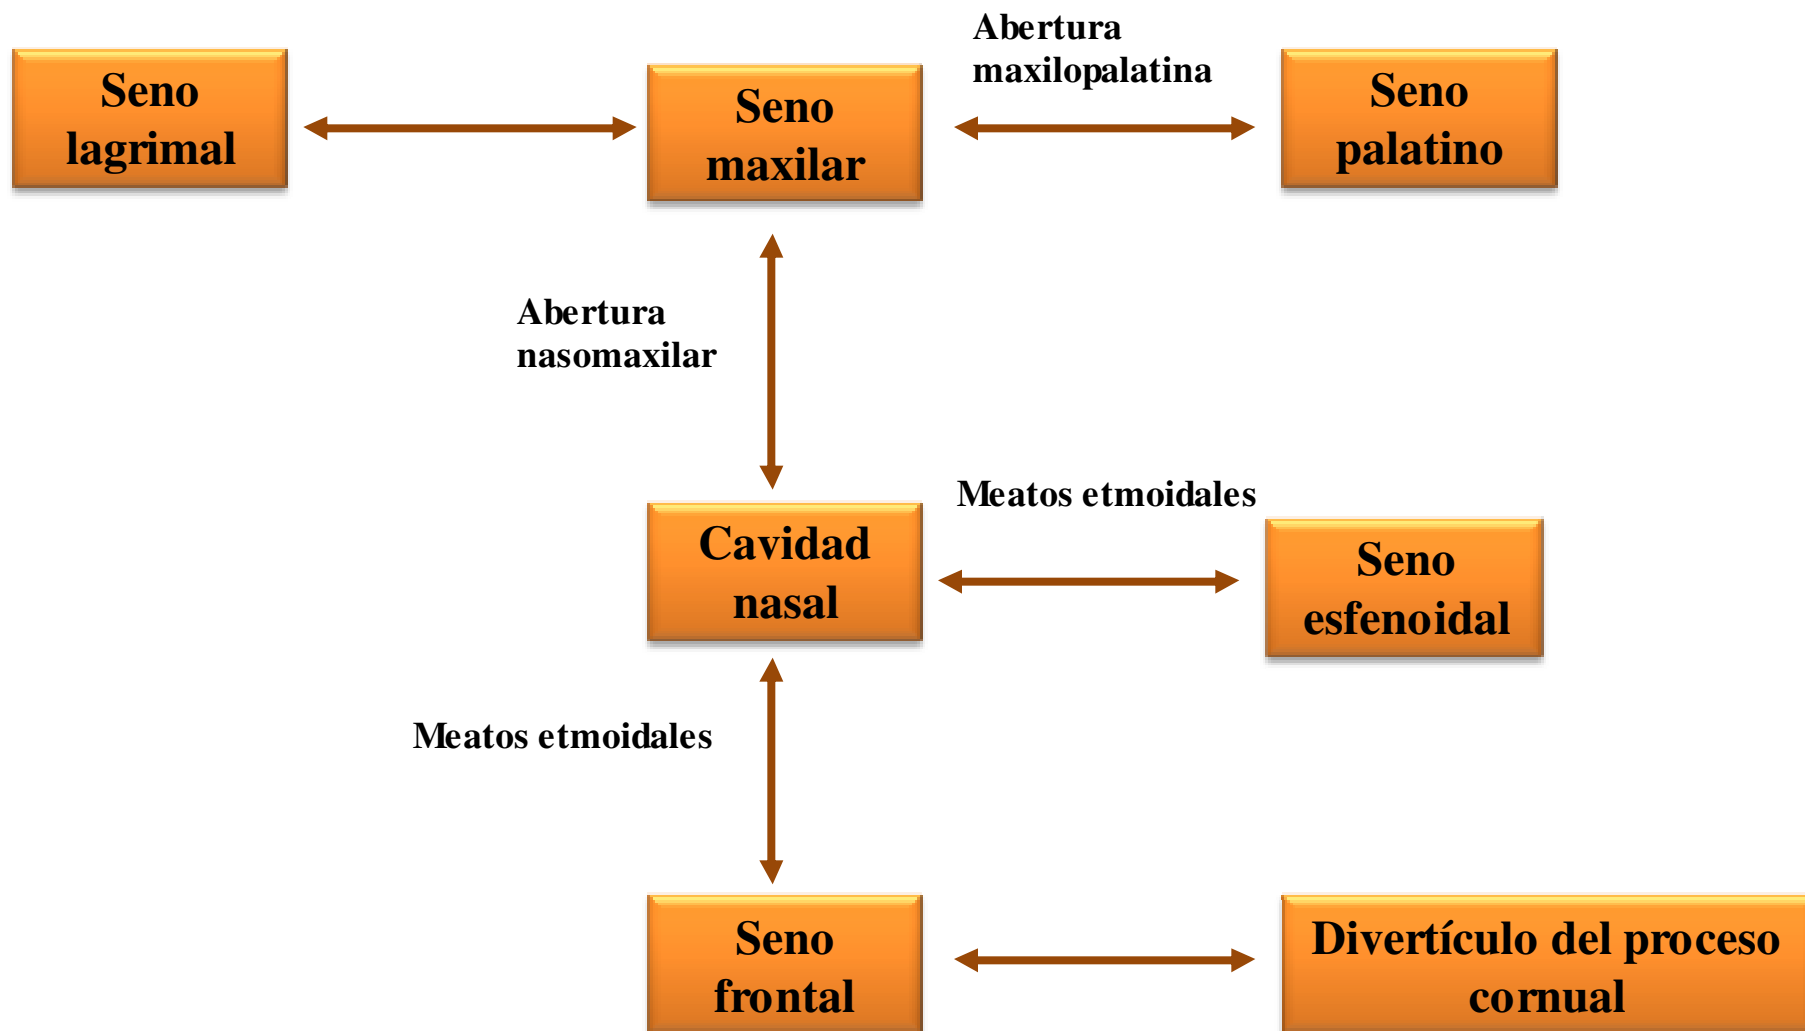 Abertura
maxilopalatina
Seno
lagrimal
Seno
maxilar
Seno
palatino
Abertura
nasomaxilar
Meatos etmoidales
Cavidad
nasal
Seno
esfenoidal
Meatos etmoidales
Seno
frontal
Divertículo del proceso
cornual